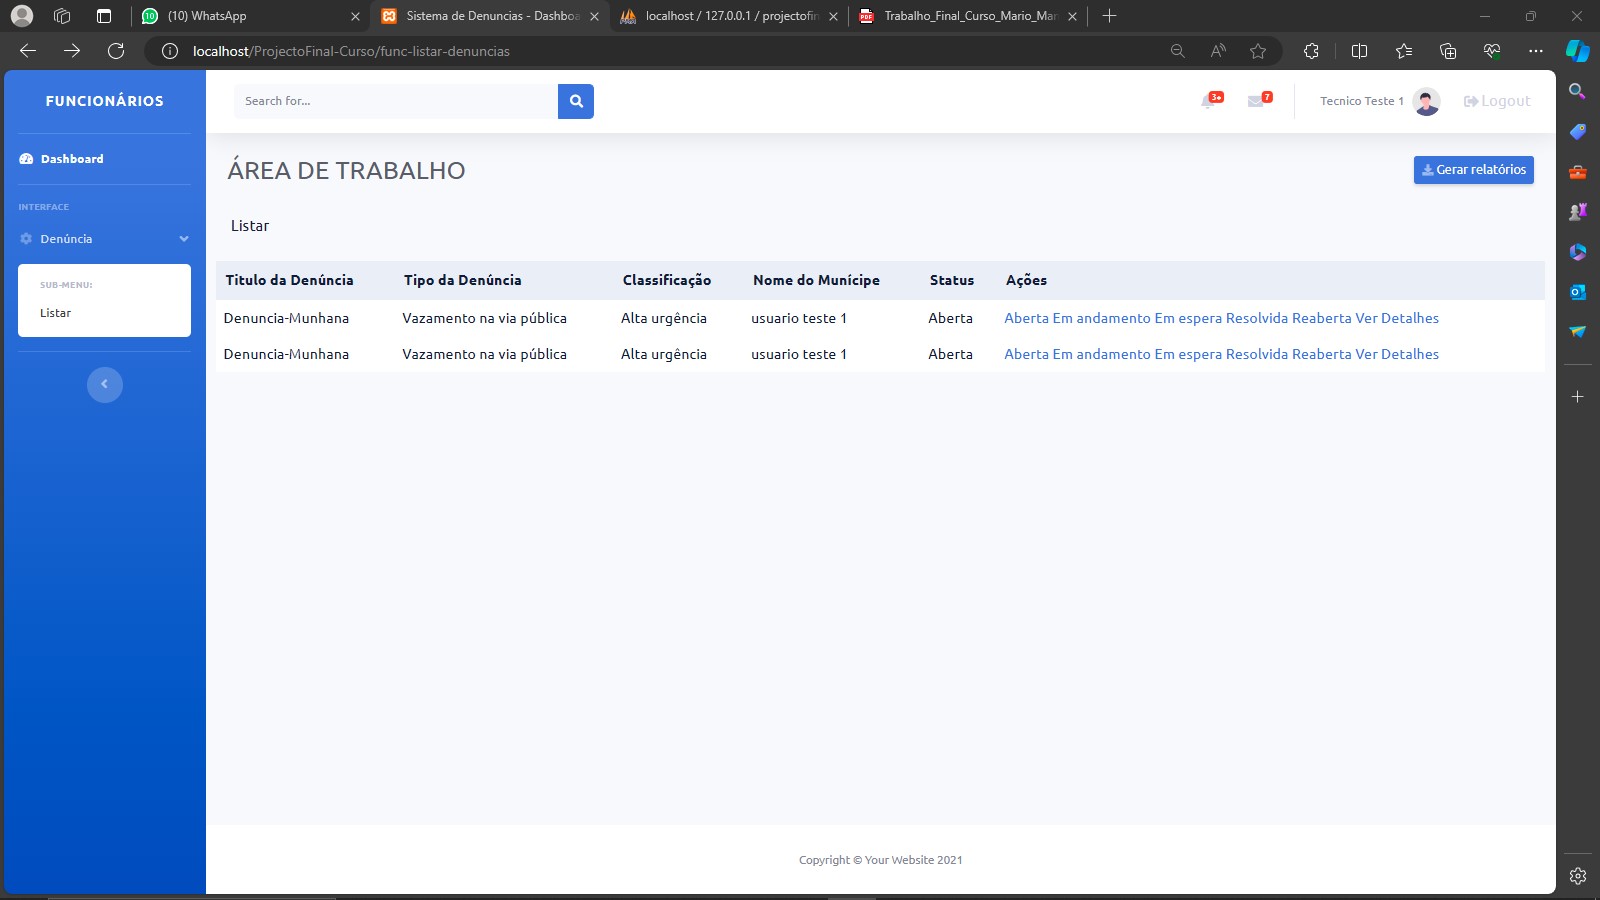 (10) WhatsApp
Sistema de Denuncias - Dashboa
localhost / 127.0.0.1 / projectofin
Trabalho_Final_Curso_Mario_Mar
localhost/ProjectoFinal-Curso/func-listar-denuncias
FUNCIONÁRIOS
Search for...
3+
7
Tecnico Teste 1
Logout
Dashboard
INTERFACE
Denúncia
SUB-MENU:
Listar
ÁREA DE TRABALHO
Gerar relatórios
Listar
Titulo da Denúncia Tipo da Denúncia Classificação Nome do Munícipe Status Ações
Denuncia-Munhana Vazamento na via pública Alta urgência usuario teste 1 Aberta Aberta Em andamento Em espera Resolvida Reaberta Ver Detalhes
Denuncia-Munhana Vazamento na via pública Alta urgência usuario teste 1 Aberta Aberta Em andamento Em espera Resolvida Reaberta Ver Detalhes
Copyright © Your Website 2021